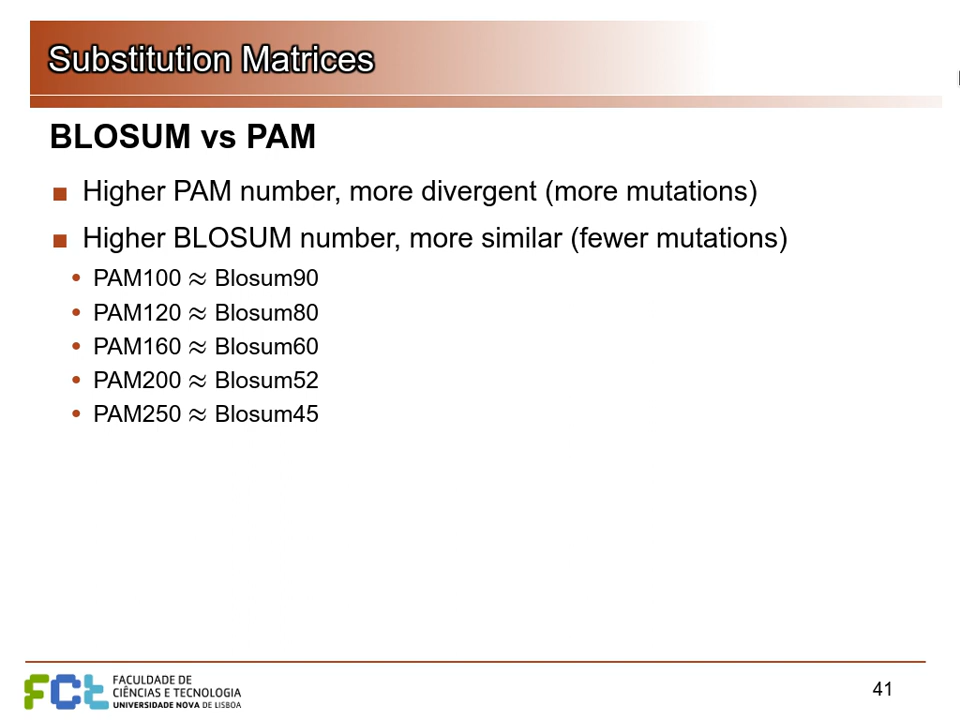 Substitution Matrices
BLOSUM vs PAM
■ Higher PAM number, more divergent (more mutations)
■ Higher BLOSUM number, more similar (fewer mutations)
• PAM100 ≈ Blosum90
• PAM120 ≈ Blosum80
• PAM160 ≈ Blosum60
• PAM200 ≈ Blosum52
• PAM250 ≈ Blosum45
FCt
FACULDADE DE
CIÊNCIAS E TECNOLOGIA
UNIVERSIDADE NOVA DE LISBOA
41